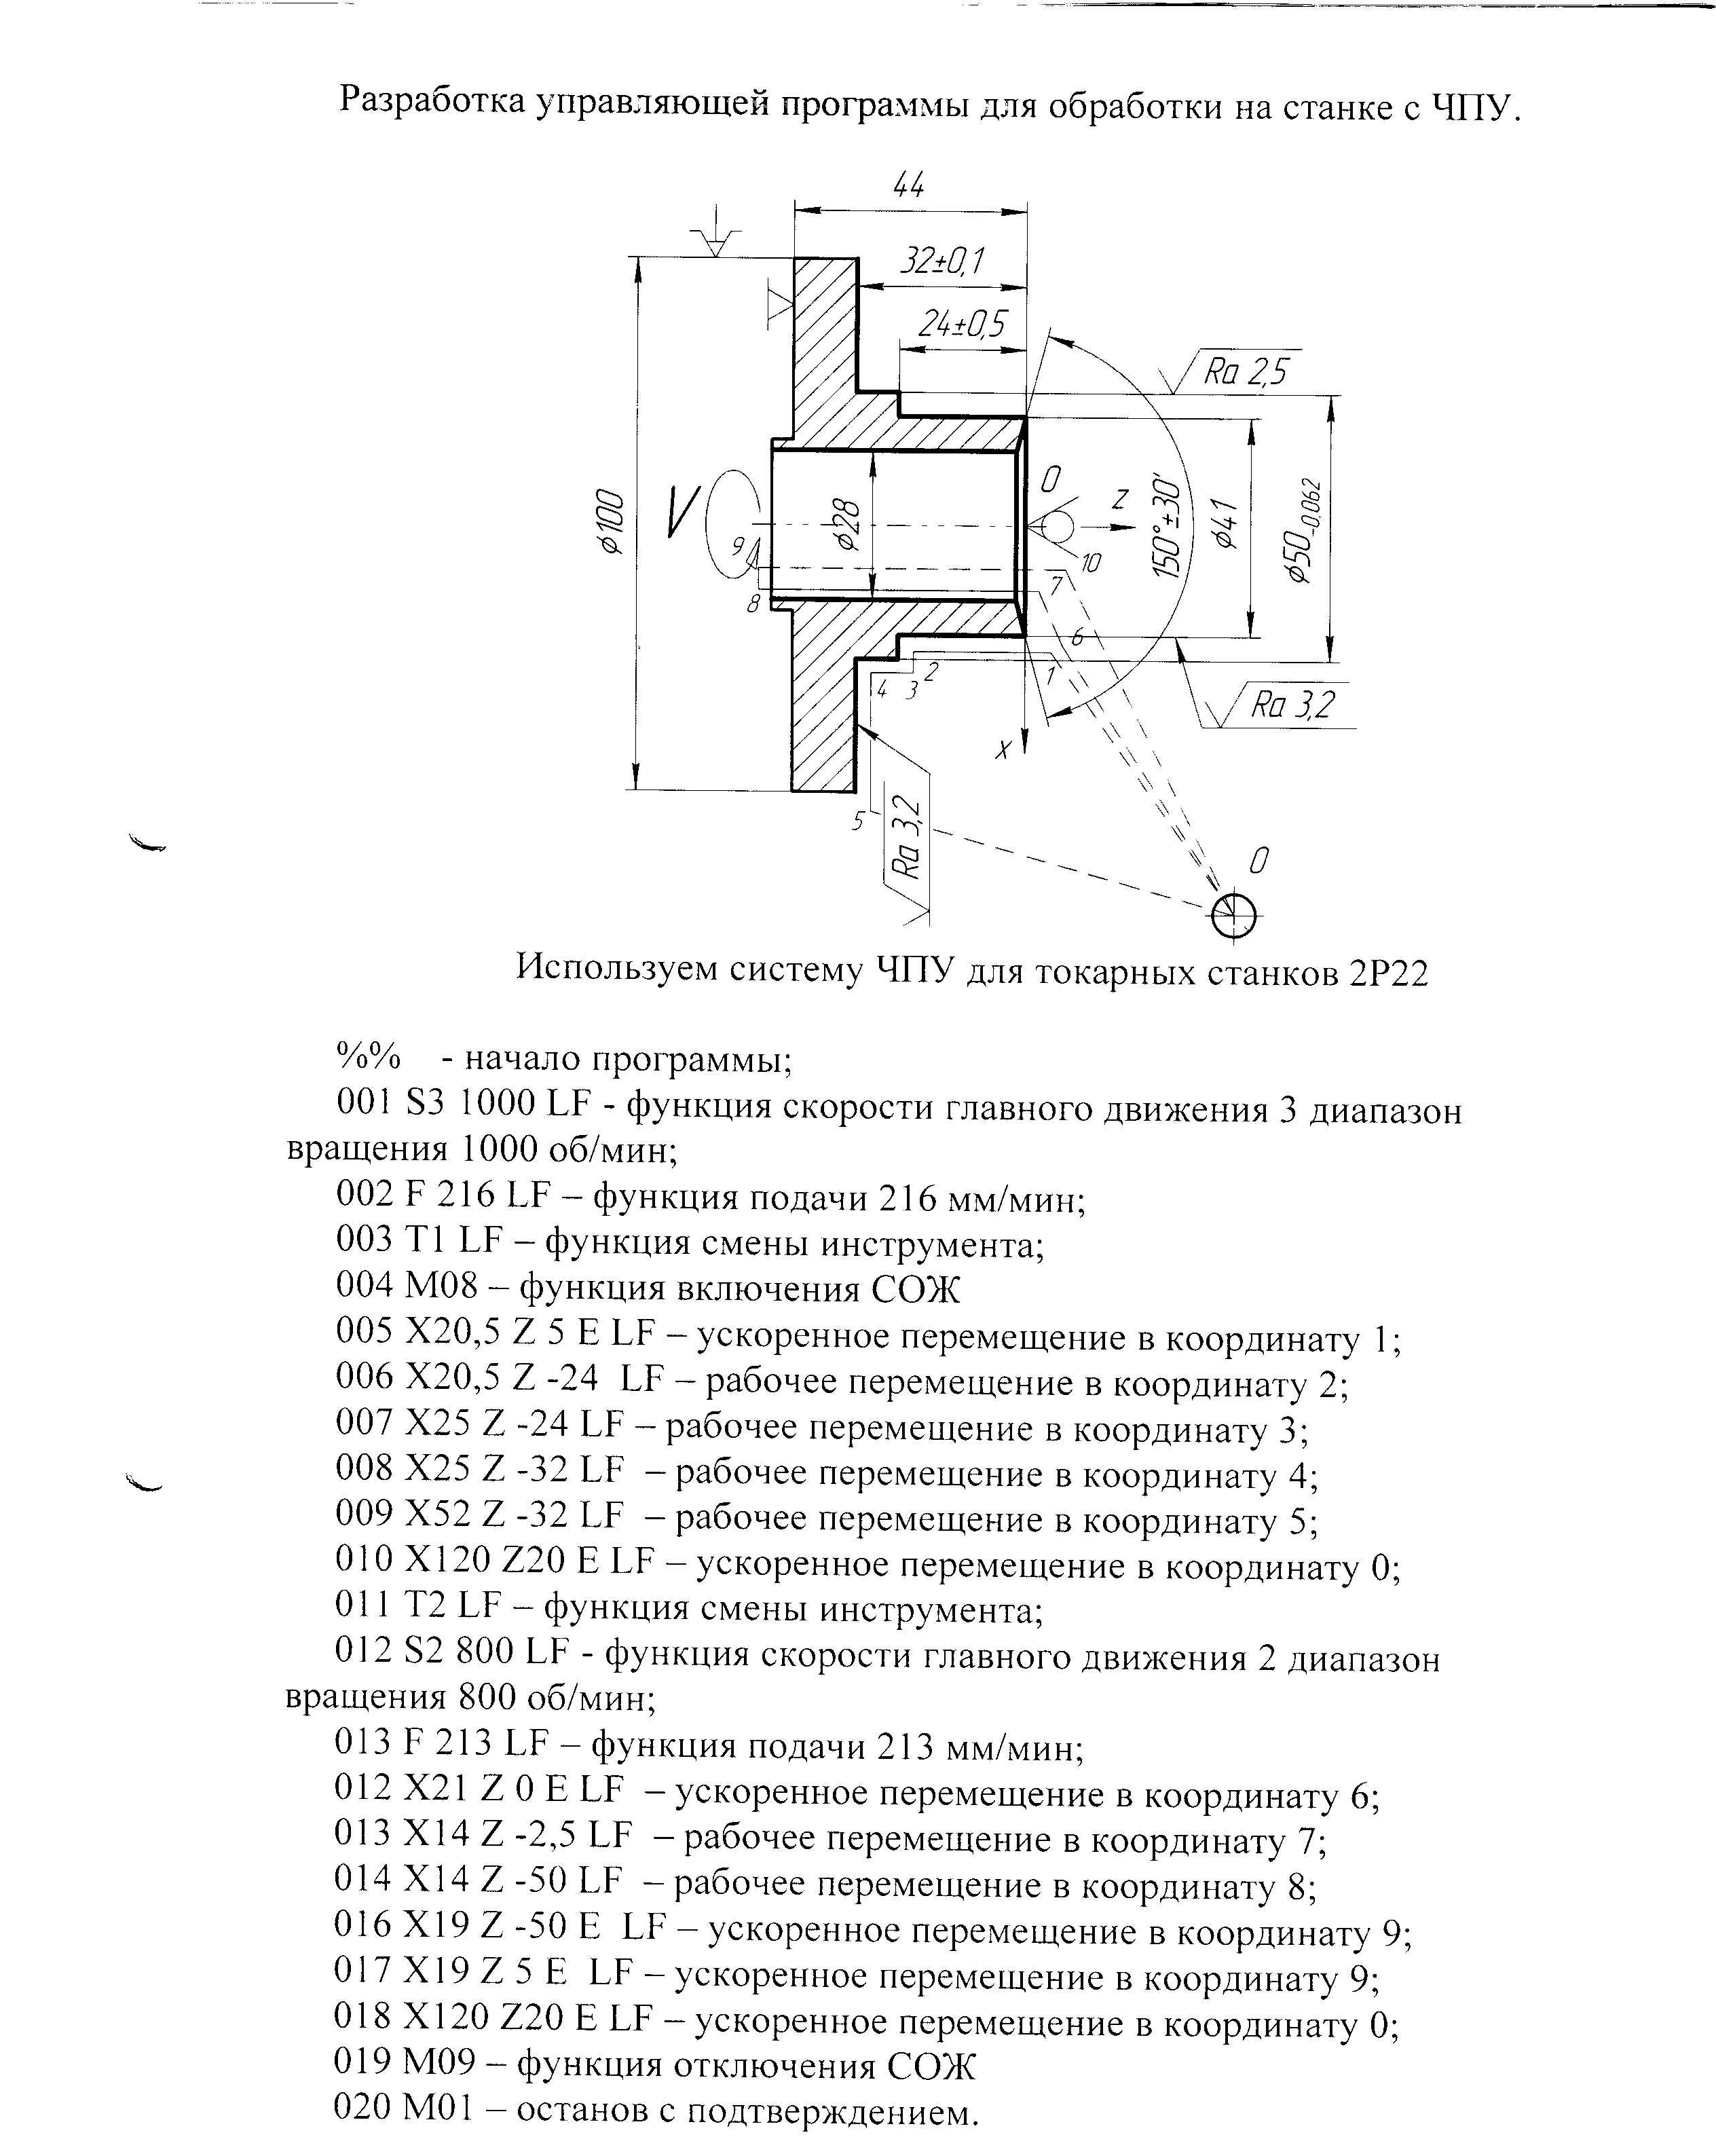 Разработка управляющей программы для обработки на станке с ЧПУ.
44
32±0,1
24±0,5
Ra 2,5
φ100
V
φ28
O
z
150°±30'
φ41
φ50-0,062
9
10
8
7
6
1
2
3
4
x
Ra 3,2
5
Ra 3,2
O
Используем систему ЧПУ для токарных станков 2Р22
%% - начало программы;
001 S3 1000 LF - функция скорости главного движения 3 диапазон
вращения 1000 об/мин;
002 F 216 LF – функция подачи 216 мм/мин;
003 T1 LF – функция смены инструмента;
004 M08 – функция включения СОЖ
005 X20,5 Z 5 E LF – ускоренное перемещение в координату 1;
006 X20,5 Z -24 LF – рабочее перемещение в координату 2;
007 X25 Z -24 LF – рабочее перемещение в координату 3;
008 X25 Z -32 LF – рабочее перемещение в координату 4;
009 X52 Z -32 LF – рабочее перемещение в координату 5;
010 X120 Z20 E LF – ускоренное перемещение в координату 0;
011 T2 LF – функция смены инструмента;
012 S2 800 LF - функция скорости главного движения 2 диапазон
вращения 800 об/мин;
013 F 213 LF – функция подачи 213 мм/мин;
012 X21 Z 0 E LF – ускоренное перемещение в координату 6;
013 X14 Z -2,5 LF – рабочее перемещение в координату 7;
014 X14 Z -50 LF – рабочее перемещение в координату 8;
016 X19 Z -50 E LF – ускоренное перемещение в координату 9;
017 X19 Z 5 E LF – ускоренное перемещение в координату 9;
018 X120 Z20 E LF – ускоренное перемещение в координату 0;
019 M09 – функция отключения СОЖ
020 M01 – останов с подтверждением.